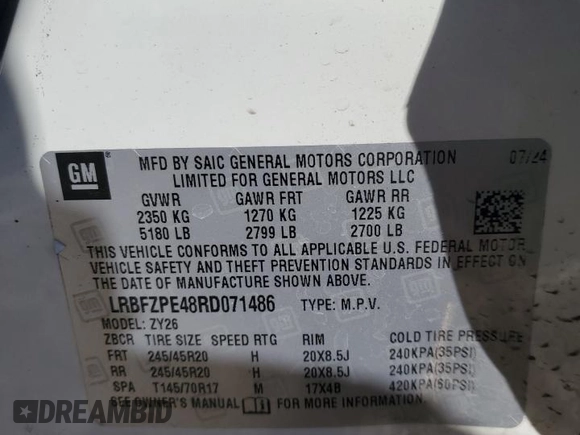 GM
®
MFD BY SAIC GENERAL MOTORS CORPORATION 07/24
LIMITED FOR GENERAL MOTORS LLC
GVWR GAWR FRT GAWR RR
2350 KG 1270 KG 1225 KG
5180 LB 2799 LB 2700 LB
THIS VEHICLE CONFORMS TO ALL APPLICABLE U.S. FEDERAL MOTOR
VEHICLE SAFETY AND THEFT PREVENTION STANDARDS IN EFFECT ON
THE DATE OF MANUFACTURE SHOWN ABOVE.
LRBFZPE48RD071486 TYPE: M.P.V.
MODEL: ZY26
ZBCR TIRE SIZE SPEED RTG RIM COLD TIRE PRESSURE
FRT 245/45R20 H 20X8.5J 240KPA(35PSI)
RR 245/45R20 H 20X8.5J 240KPA(35PSI)
SPA T145/70R17 M 17X4B 420KPA(60PSI)
SEE OWNER'S MANUAL FOR MORE INFORMATION
DREAMBID